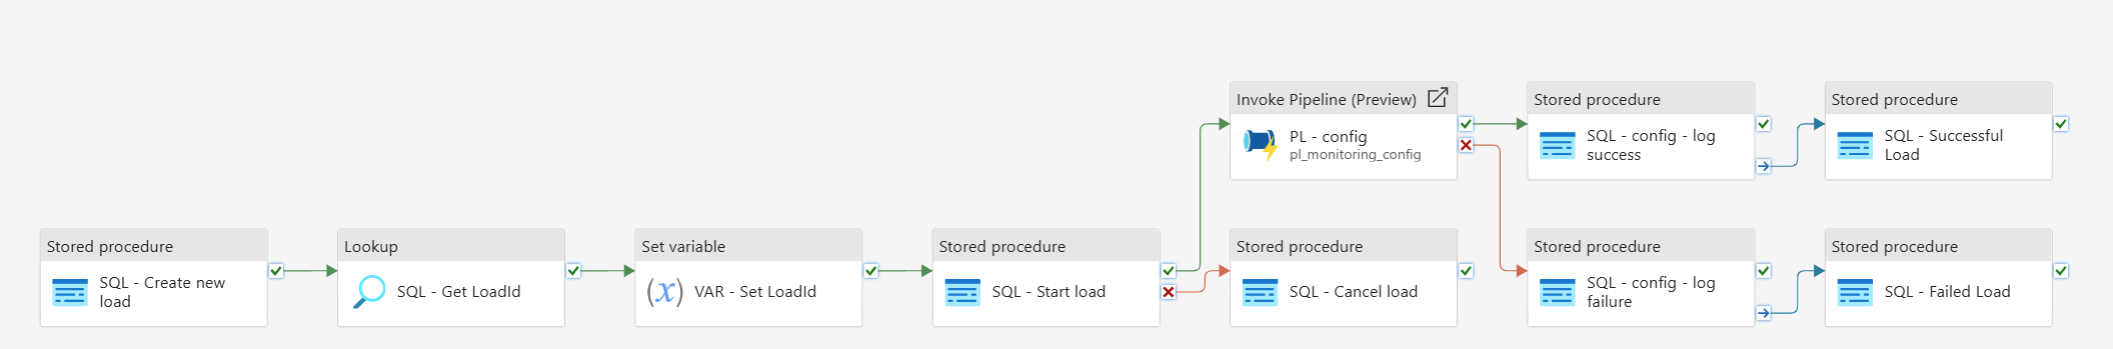 Invoke Pipeline (Preview)
PL - config
pl_monitoring_config
Stored procedure
SQL - config - log
success
Stored procedure
SQL - Successful
Load
Stored procedure
SQL - Create new
load
Lookup
SQL - Get LoadId
Set variable
(x)
VAR - Set LoadId
Stored procedure
SQL - Start load
Stored procedure
SQL - Cancel load
Stored procedure
SQL - config - log
failure
Stored procedure
SQL - Failed Load